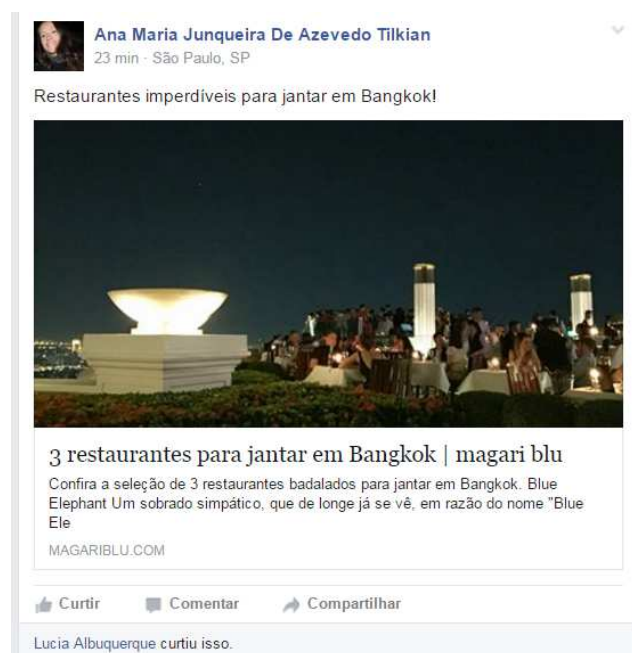 Ana Maria Junqueira De Azevedo Tilkian
23 min · São Paulo, SP
Restaurantes imperdíveis para jantar em Bangkok!
3 restaurantes para jantar em Bangkok | magari blu
Confira a seleção de 3 restaurantes badalados para jantar em Bangkok. Blue
Elephant Um sobrado simpático, que de longe já se vê, em razão do nome "Blue
Ele
MAGARIBLU.COM
Curtir Comentar Compartilhar
Lucia Albuquerque curtiu isso.